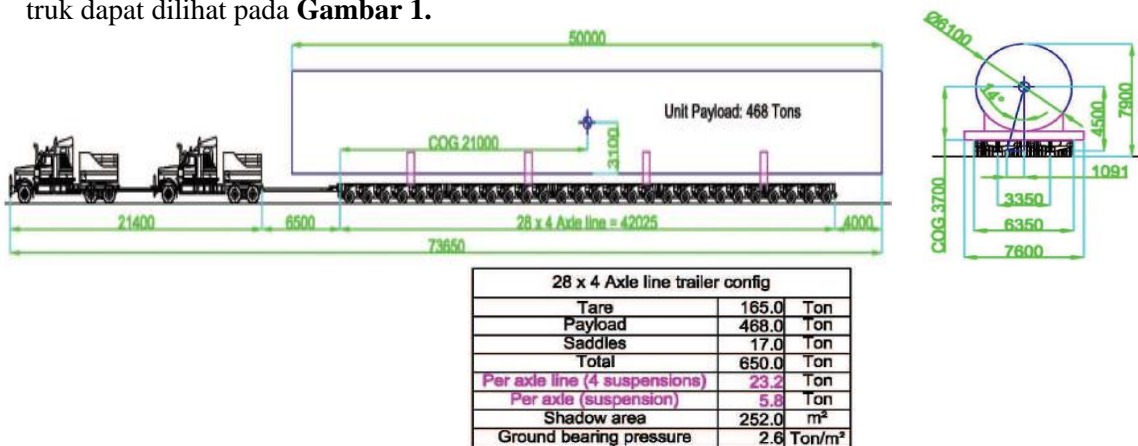 truk dapat dilihat pada Gambar 1.
50000
Unit Payload: 468 Tons
COG 21000
3100
21400
6500
28 x 4 Axle line = 42025
4000
73650
Ø6100
14°
4500
7900
1091
COG 3700
3350
6350
7600
28 x 4 Axle line trailer config
Tare 165.0 Ton
Payload 468.0 Ton
Saddles 17.0 Ton
Total 650.0 Ton
Per axle line (4 suspensions) 23.2 Ton
Per axle (suspension) 5.8 Ton
Shadow area 252.0 m²
Ground bearing pressure 2.6 Ton/m²